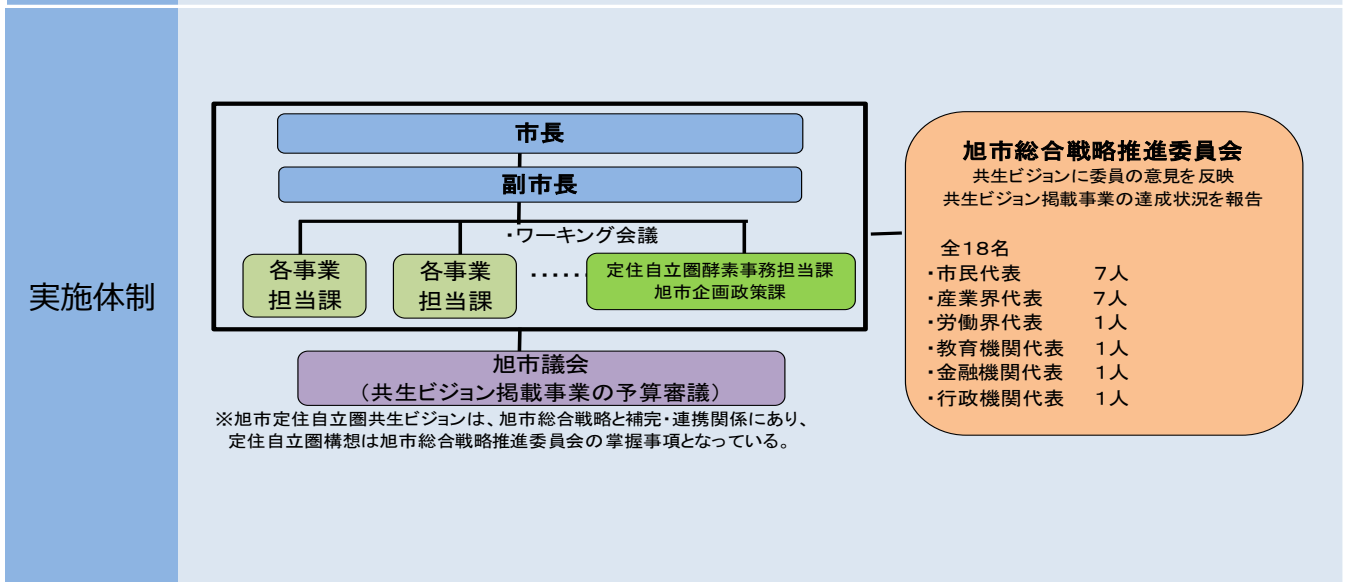 実施体制
市長
副市長
・ワーキング会議
各事業
担当課
各事業
担当課
……
定住自立圏酵素事務担当課
旭市企画政策課
旭市議会
（共生ビジョン掲載事業の予算審議）
※旭市定住自立圏共生ビジョンは、旭市総合戦略と補完・連携関係にあり、
定住自立圏構想は旭市総合戦略推進委員会の掌握事項となっている。
旭市総合戦略推進委員会
共生ビジョンに委員の意見を反映
共生ビジョン掲載事業の達成状況を報告
全18名
・市民代表　　　７人
・産業界代表　　７人
・労働界代表　　１人
・教育機関代表　１人
・金融機関代表　１人
・行政機関代表　１人